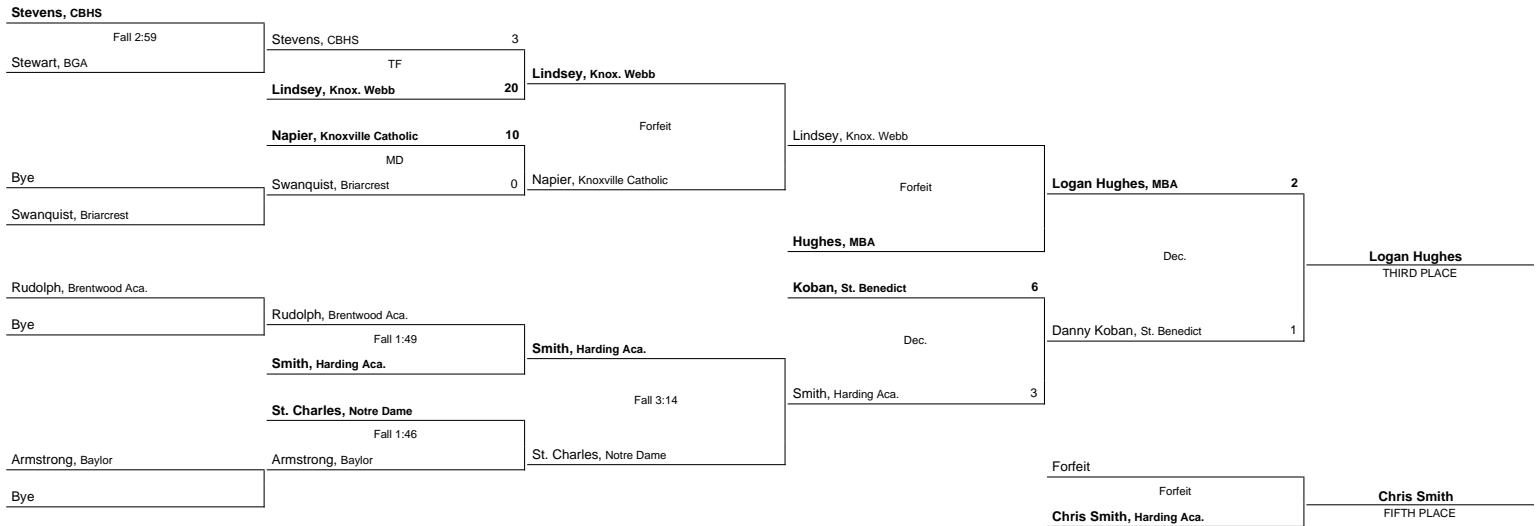 Stevens, CBHS
Fall 2:59
Stewart, BGA
Bye
Swanquist, Briarcrest
Rudolph, Brentwood Aca.
Bye
Armstrong, Baylor
Bye
Stevens, CBHS 3
TF
Lindsey, Knox. Webb 20
Napier, Knoxville Catholic 10
MD
Swanquist, Briarcrest 0
Rudolph, Brentwood Aca.
Fall 1:49
Smith, Harding Aca.
St. Charles, Notre Dame
Fall 1:46
Armstrong, Baylor
Lindsey, Knox. Webb
Forfeit
Napier, Knoxville Catholic
Smith, Harding Aca.
Fall 3:14
St. Charles, Notre Dame
Lindsey, Knox. Webb
Forfeit
Hughes, MBA
Koban, St. Benedict 6
Dec.
Smith, Harding Aca. 3
Logan Hughes, MBA 2
Dec.
Danny Koban, St. Benedict 1
Forfeit
Forfeit
Chris Smith, Harding Aca.
Logan Hughes
THIRD PLACE
Chris Smith
FIFTH PLACE